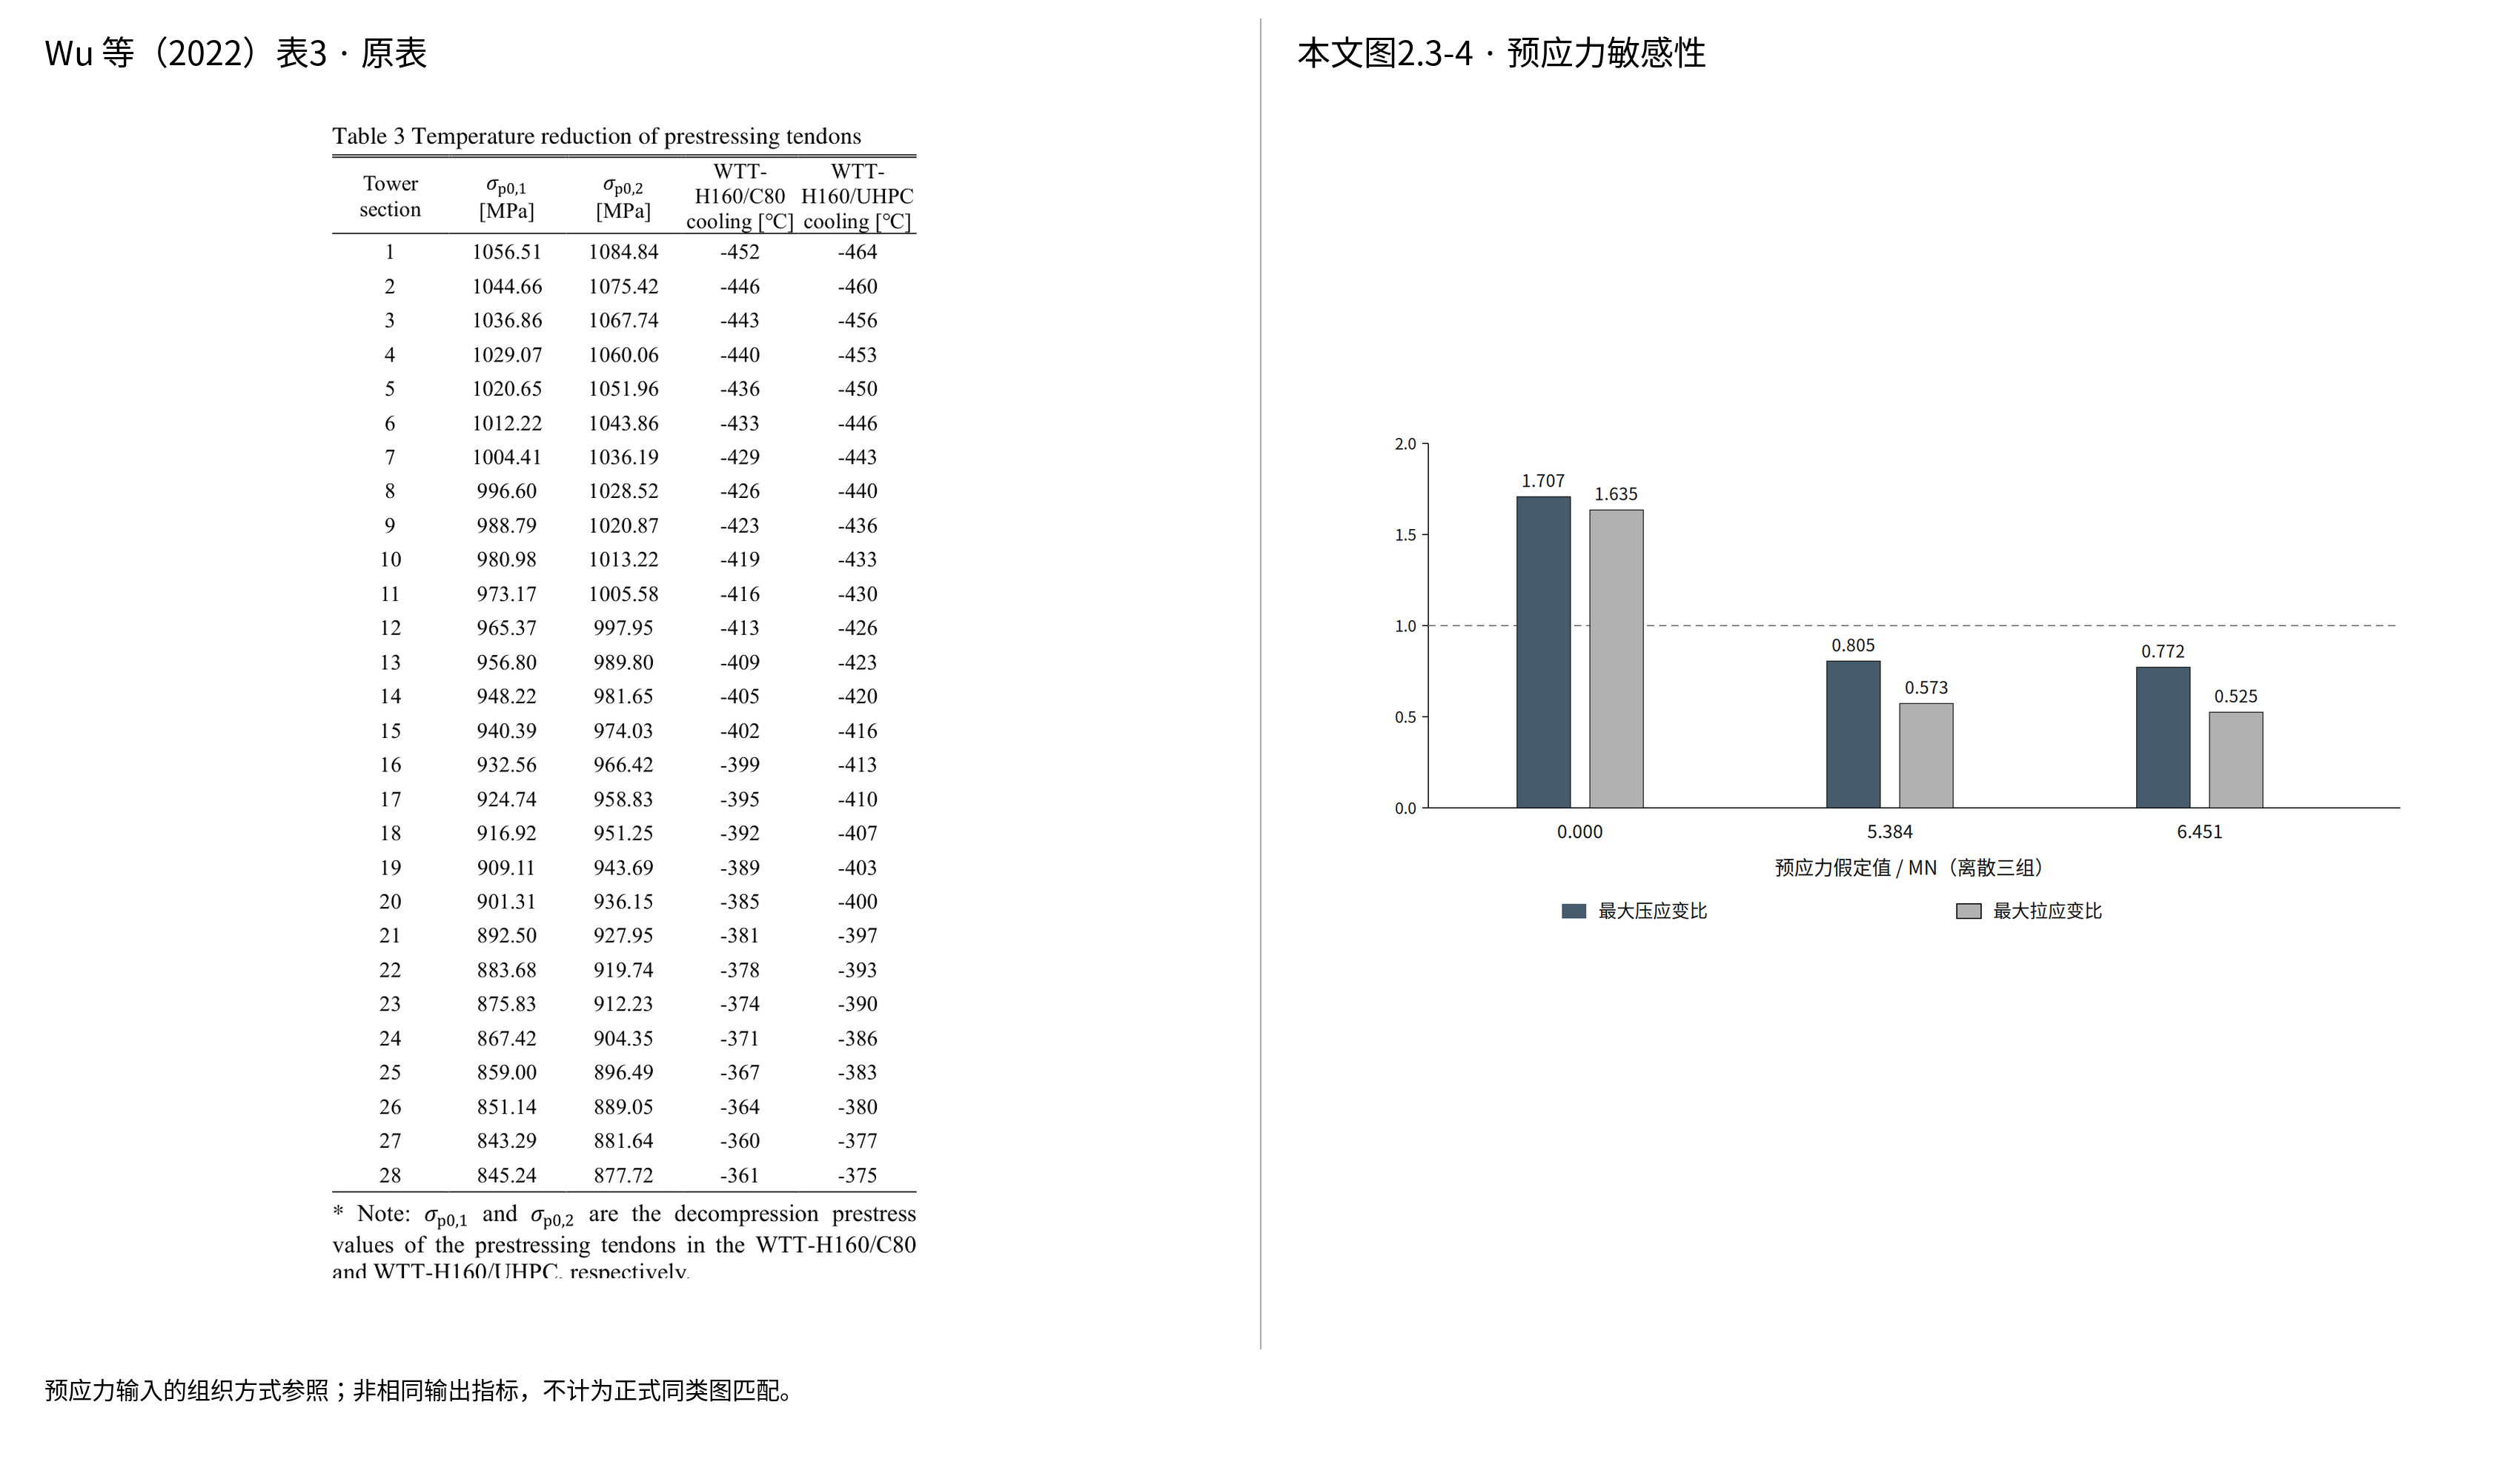 Wu 等（2022）表3 · 原表
Table 3 Temperature reduction of prestressing tendons
Tower section σp0,1 [MPa] σp0,2 [MPa] WTT-H160/C80 cooling [℃] WTT-H160/UHPC cooling [℃]
1 1056.51 1084.84 -452 -464
2 1044.66 1075.42 -446 -460
3 1036.86 1067.74 -443 -456
4 1029.07 1060.06 -440 -453
5 1020.65 1051.96 -436 -450
6 1012.22 1043.86 -433 -446
7 1004.41 1036.19 -429 -443
8 996.60 1028.52 -426 -440
9 988.79 1020.87 -423 -436
10 980.98 1013.22 -419 -433
11 973.17 1005.58 -416 -430
12 965.37 997.95 -413 -426
13 956.80 989.80 -409 -423
14 948.22 981.65 -405 -420
15 940.39 974.03 -402 -416
16 932.56 966.42 -399 -413
17 924.74 958.83 -395 -410
18 916.92 951.25 -392 -407
19 909.11 943.69 -389 -403
20 901.31 936.15 -385 -400
21 892.50 927.95 -381 -397
22 883.68 919.74 -378 -393
23 875.83 912.23 -374 -390
24 867.42 904.35 -371 -386
25 859.00 896.49 -367 -383
26 851.14 889.05 -364 -380
27 843.29 881.64 -360 -377
28 845.24 877.72 -361 -375
* Note: σp0,1 and σp0,2 are the decompression prestress
values of the prestressing tendons in the WTT-H160/C80
and WTT-H160/UHPC, respectively.
预应力输入的组织方式参照；非相同输出指标，不计为正式同类图匹配。
本文图2.3-4 · 预应力敏感性
2.0
1.5
1.0
0.5
0.0
1.707
1.635
0.805
0.573
0.772
0.525
0.000
5.384
6.451
预应力假定值 / MN（离散三组）
最大压应变比
最大拉应变比